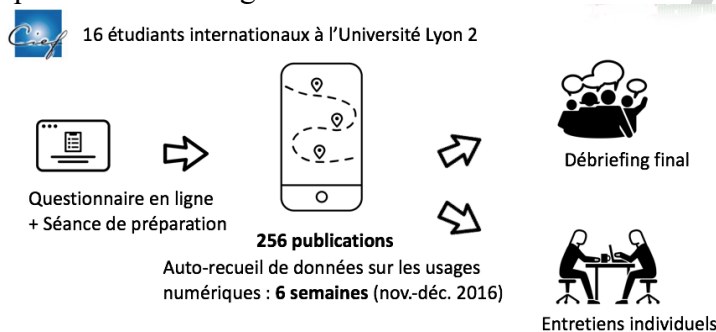 Cief
16 étudiants internationaux à l'Université Lyon 2
Questionnaire en ligne
+ Séance de préparation
256 publications
Auto-recueil de données sur les usages
numériques : 6 semaines (nov.-déc. 2016)
Débriefing final
Entretiens individuels